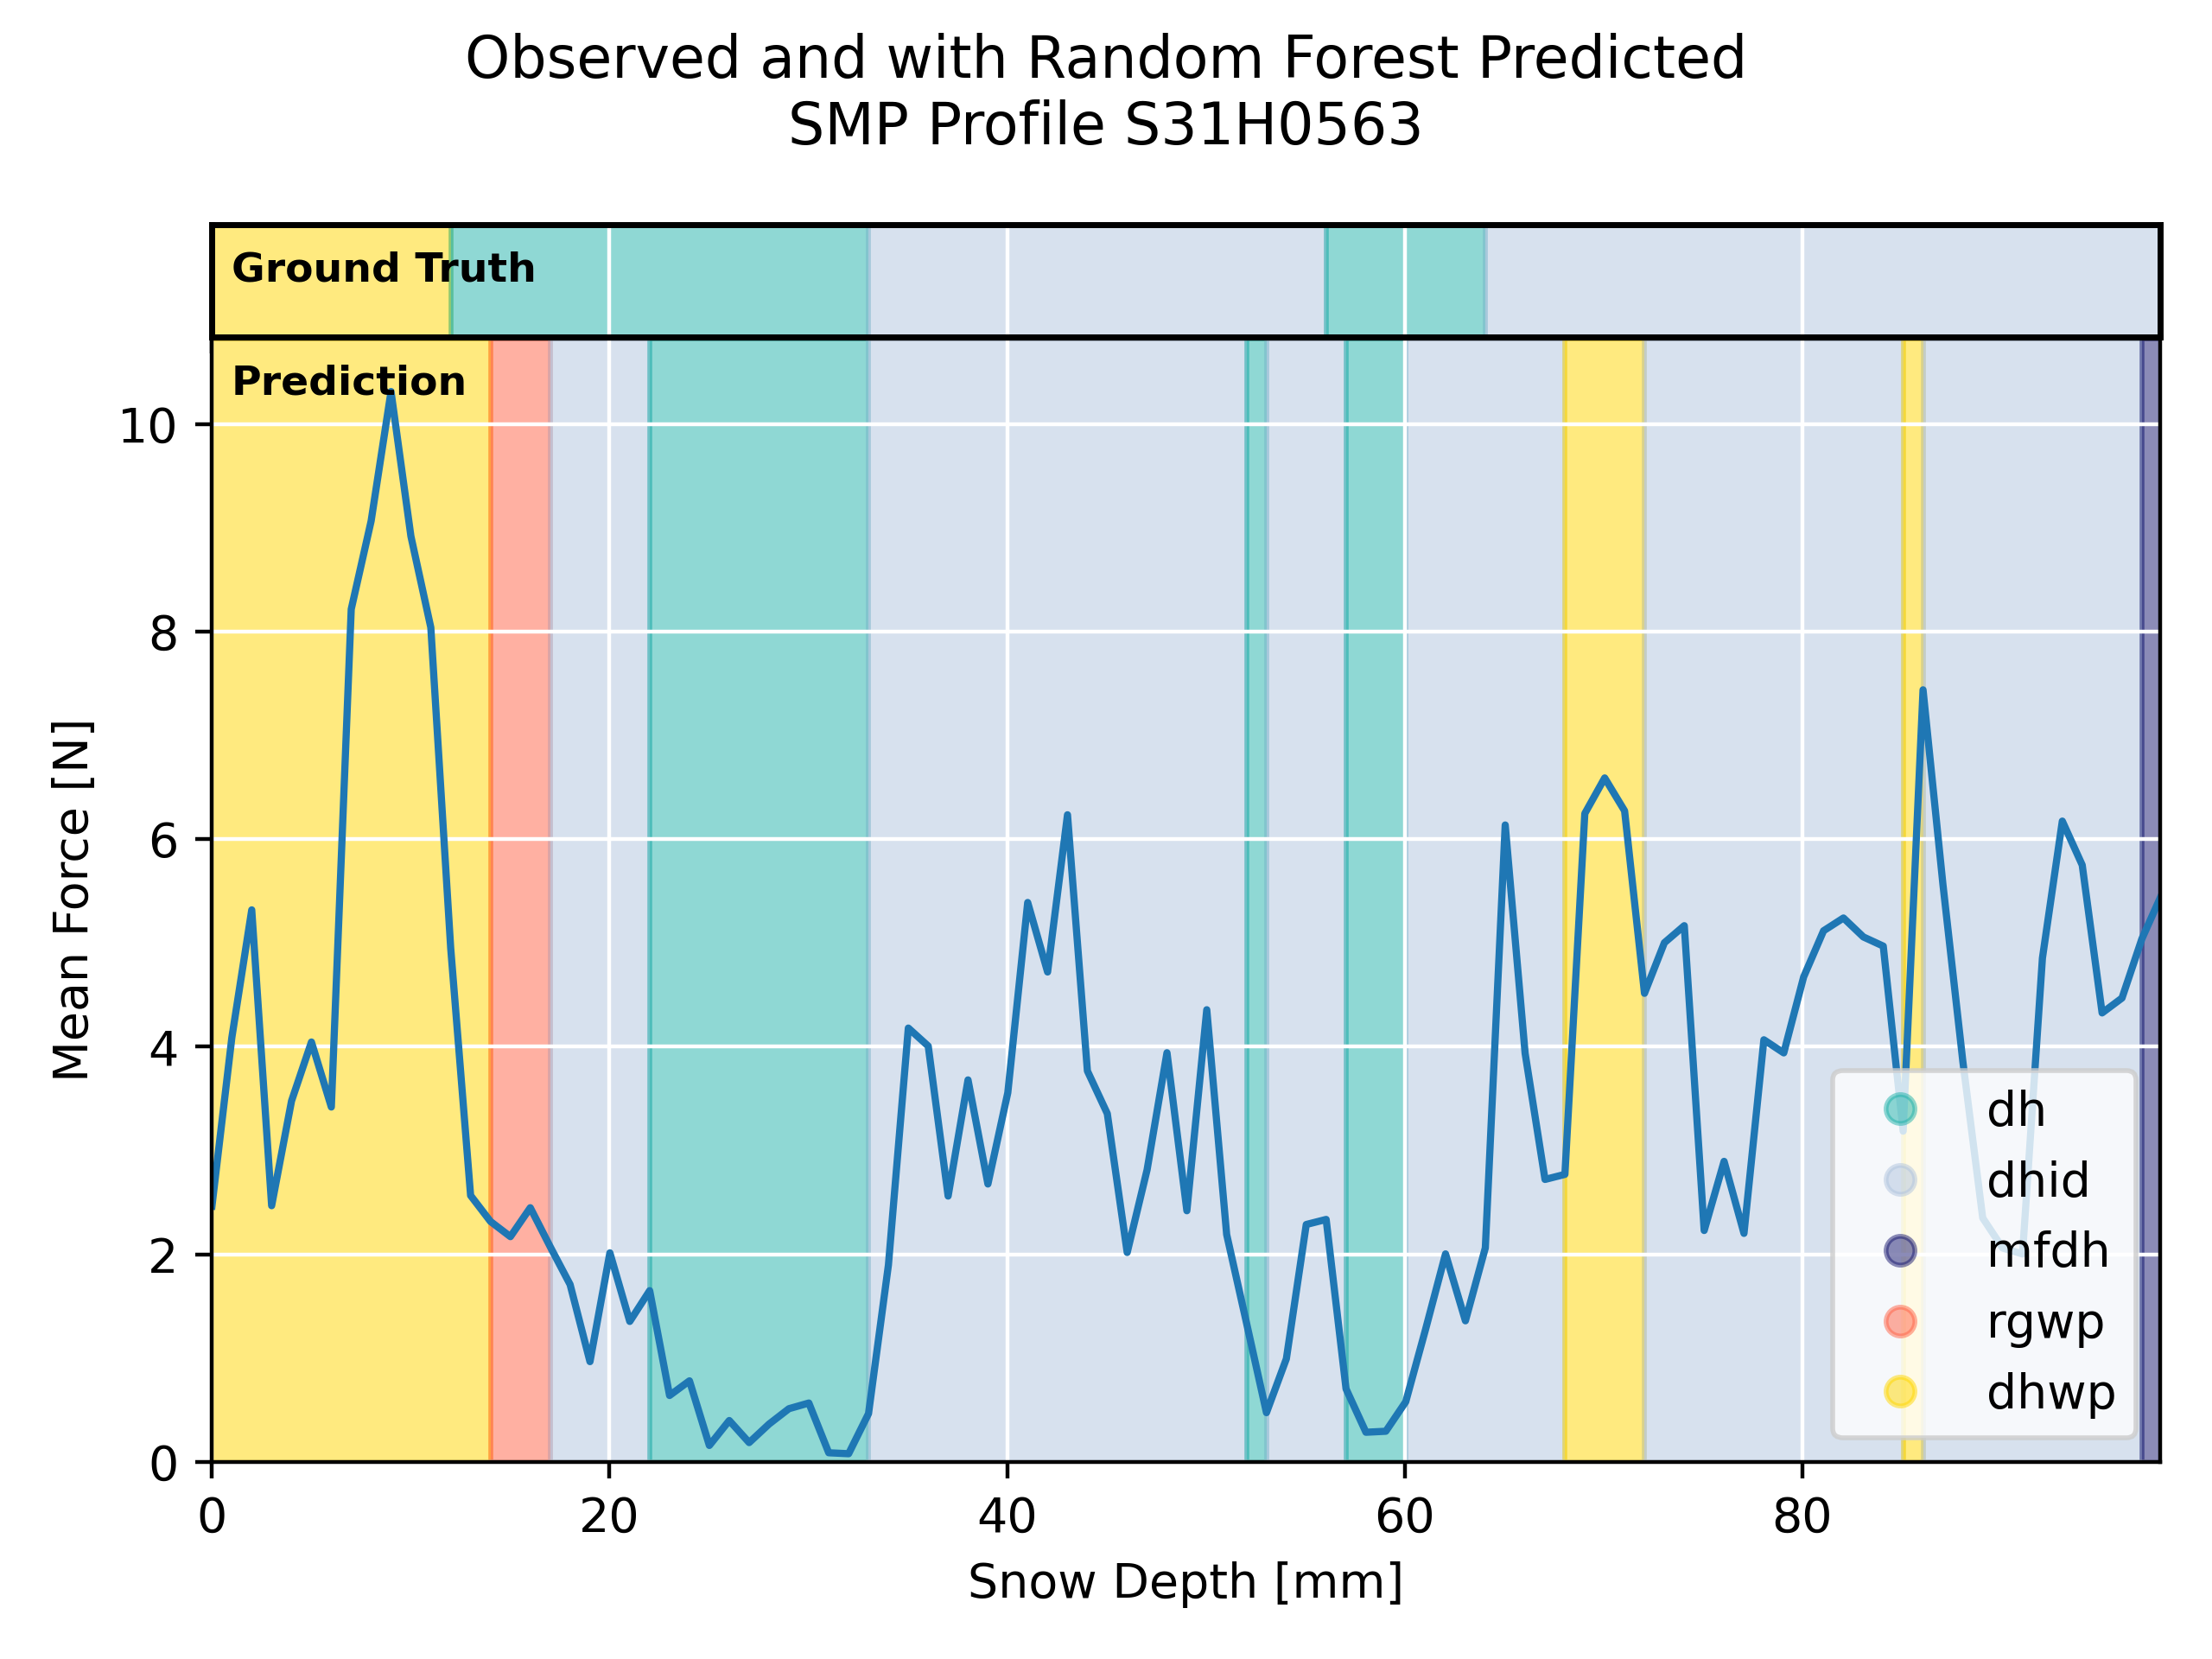 Observed and with Random Forest Predicted
SMP Profile S31H0563
Ground Truth
Prediction
10
8
6
4
2
0
Mean Force [N]
0 20 40 60 80
Snow Depth [mm]
dh
dhid
mfdh
rgwp
dhwp